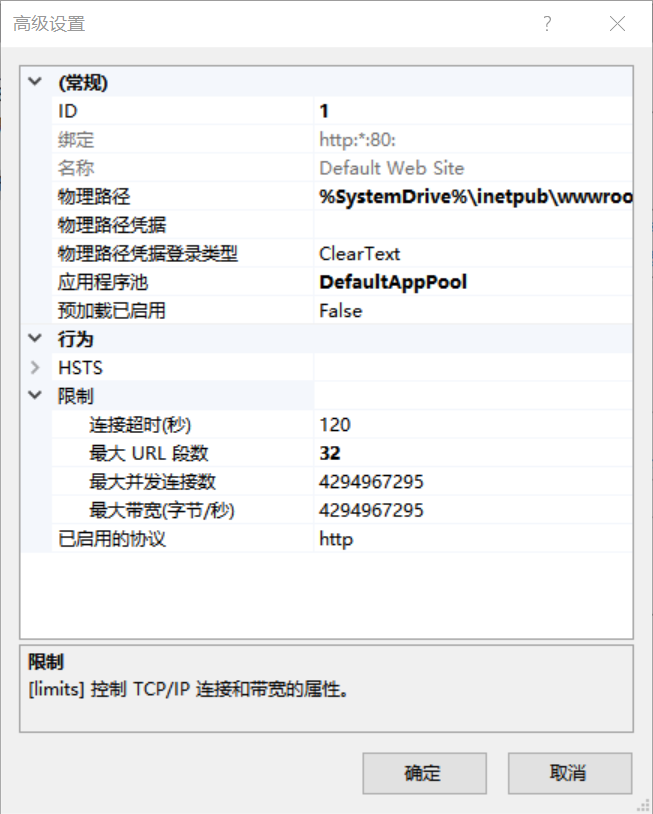 高级设置
(常规)
ID 1
绑定 http:*:80:
名称 Default Web Site
物理路径 %SystemDrive%\inetpub\wwwroo
物理路径凭据
物理路径凭据登录类型 ClearText
应用程序池 DefaultAppPool
预加载已启用 False
行为
HSTS
限制
连接超时(秒) 120
最大 URL 段数 32
最大并发连接数 4294967295
最大带宽(字节/秒) 4294967295
已启用的协议 http
限制
[limits] 控制 TCP/IP 连接和带宽的属性。
确定 取消